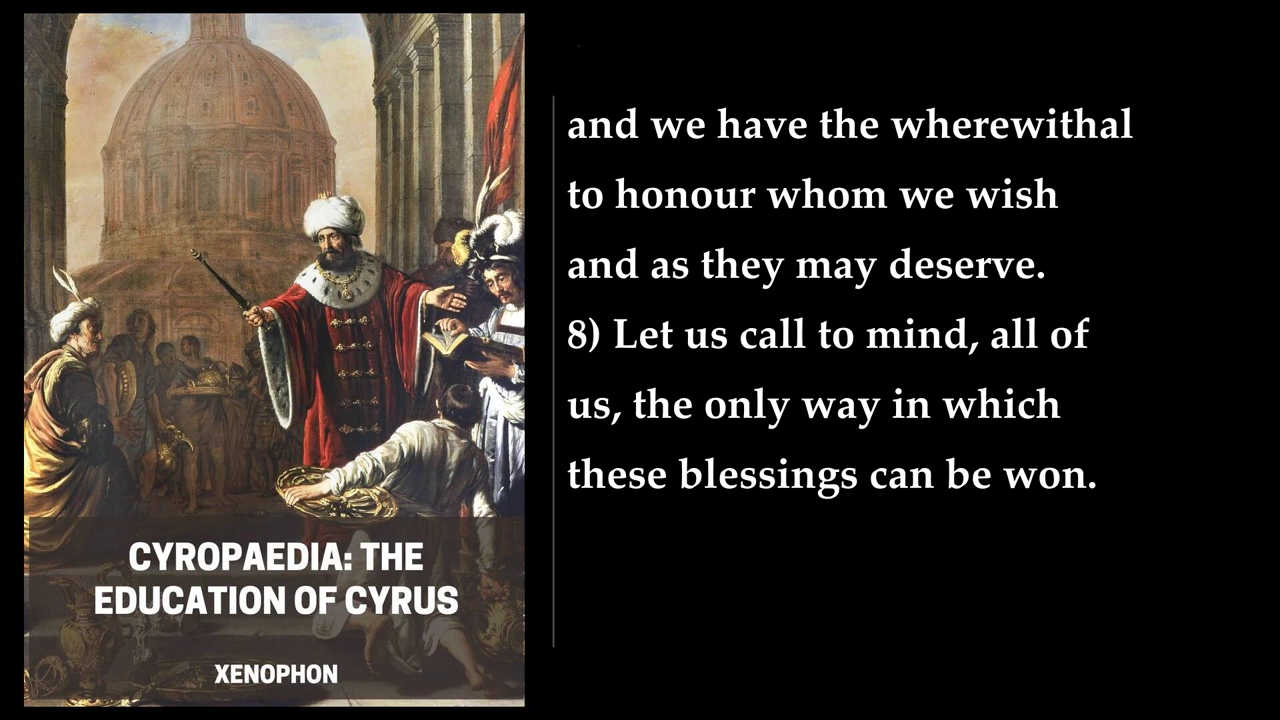 and we have the wherewithal
to honour whom we wish
and as they may deserve.
8) Let us call to mind, all of
us, the only way in which
these blessings can be won.
CYROPAEDIA: THE
EDUCATION OF CYRUS
XENOPHON